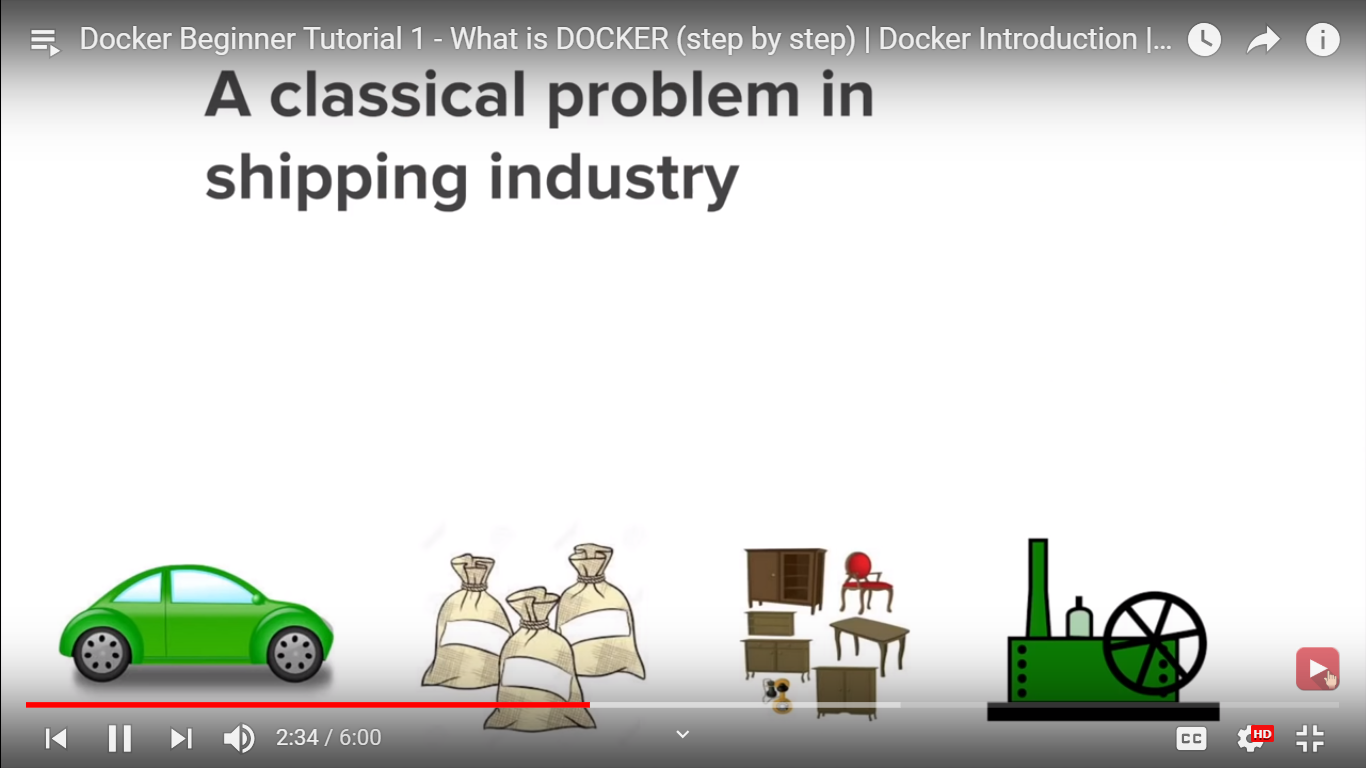 Docker Beginner Tutorial 1 - What is DOCKER (step by step) | Docker Introduction |...
A classical problem in
shipping industry
2:34 / 6:00
CC
HD